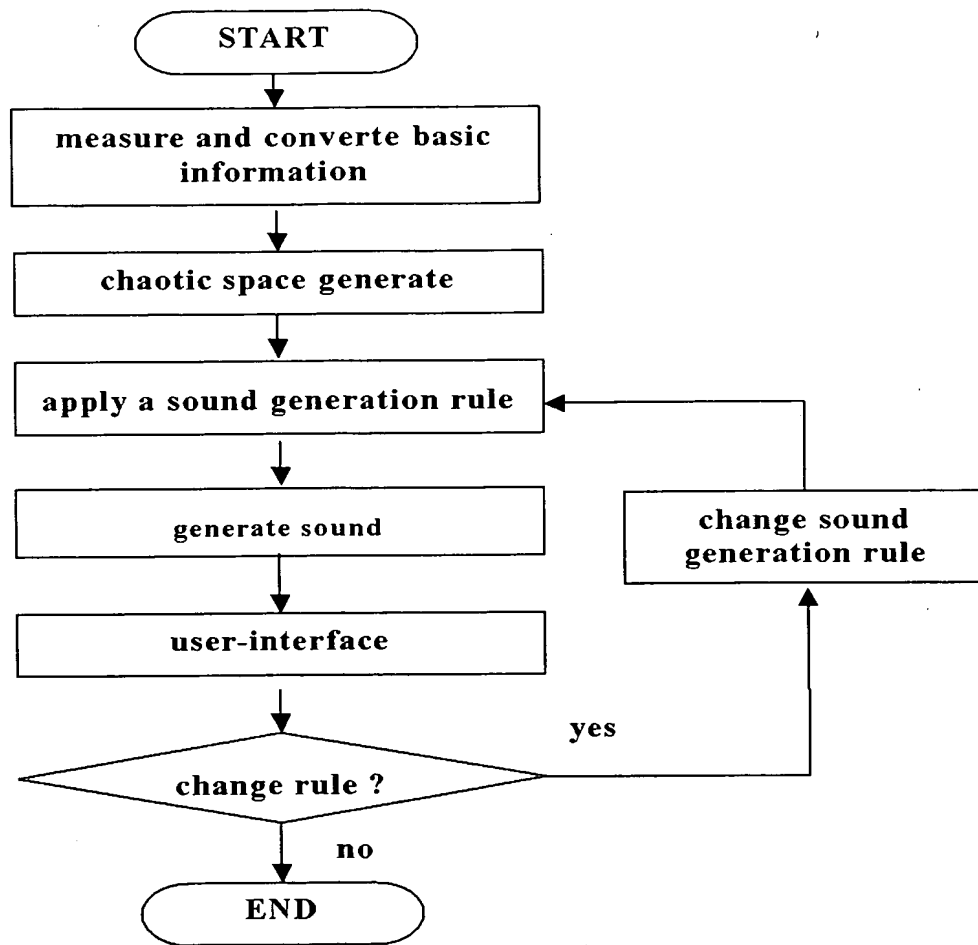 START
measure and converte basic
information
chaotic space generate
apply a sound generation rule
generate sound
change sound
generation rule
user-interface
yes
change rule ?
no
END